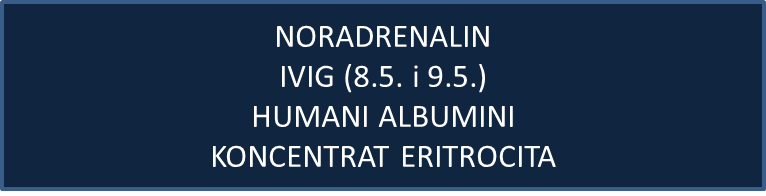 NORADRENALIN
IVIG (8.5. i 9.5.)
HUMANI ALBUMINI
KONCENTRAT ERITROCITA